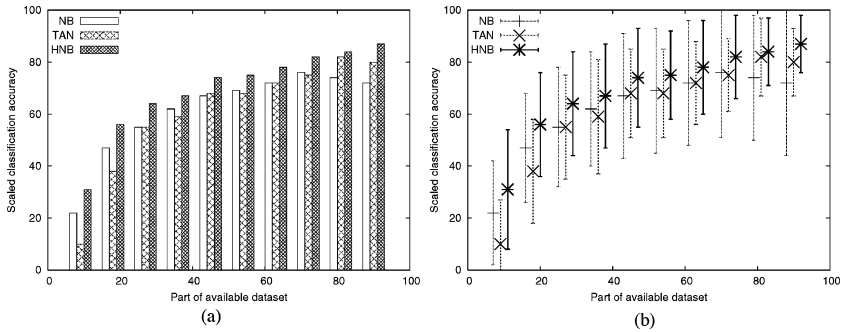 NB
TAN
HNB
Scaled classification accuracy
100
80
60
40
20
0
0 20 40 60 80 100
Part of available dataset
(a)
NB
TAN
HNB
Scaled classification accuracy
100
80
60
40
20
0
0 20 40 60 80 100
Part of available dataset
(b)